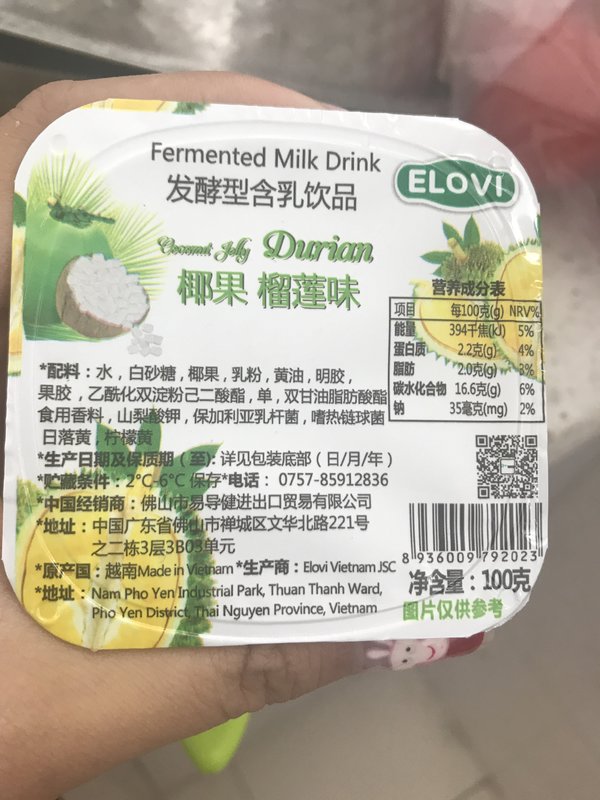 Fermented Milk Drink
发酵型含乳饮品
ELOVI
Coconut Jelly Durian
椰果 榴莲味
营养成分表
项目 每100克(g) NRV%
能量 394千焦(kJ) 5%
蛋白质 2.2克(g) 4%
脂肪 2.0克(g) 3%
碳水化合物 16.6克(g) 6%
钠 35毫克(mg) 2%
*配料：水，白砂糖，椰果，乳粉，黄油，明胶，
果胶，乙酰化双淀粉己二酸酯，单，双甘油脂肪酸酯
食用香料，山梨酸钾，保加利亚乳杆菌，嗜热链球菌
日落黄，柠檬黄
*生产日期及保质期（至）: 详见包装底部（日/月/年）
*贮藏条件：2°C-6°C 保存*电话： 0757-85912836
*中国经销商：佛山市易导健进出口贸易有限公司
*地址：中国广东省佛山市禅城区文华北路221号
之二栋3层3B03单元
*原产国：越南Made in Vietnam *生产商：Elovi Vietnam JSC
*地址：Nam Pho Yen Industrial Park, Thuan Thanh Ward,
Pho Yen District, Thai Nguyen Province, Vietnam
8 936009 792023
净含量：100克
图片仅供参考